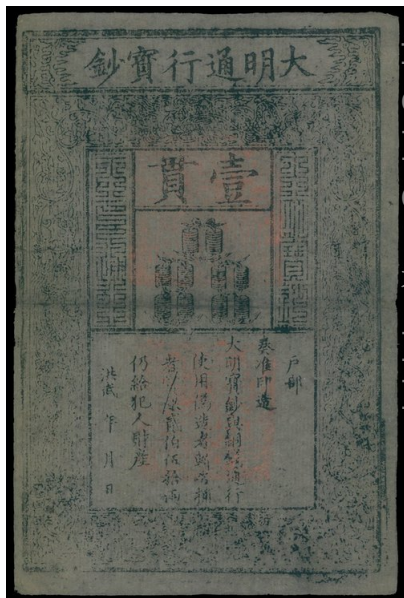 大明通行寶鈔
壹貫
戶部
奏准印造
大明寶鈔與銅錢通行
使用偽造者斬告捕
者賞銀貳佰伍拾兩
仍給犯人財產
洪武 年 月 日